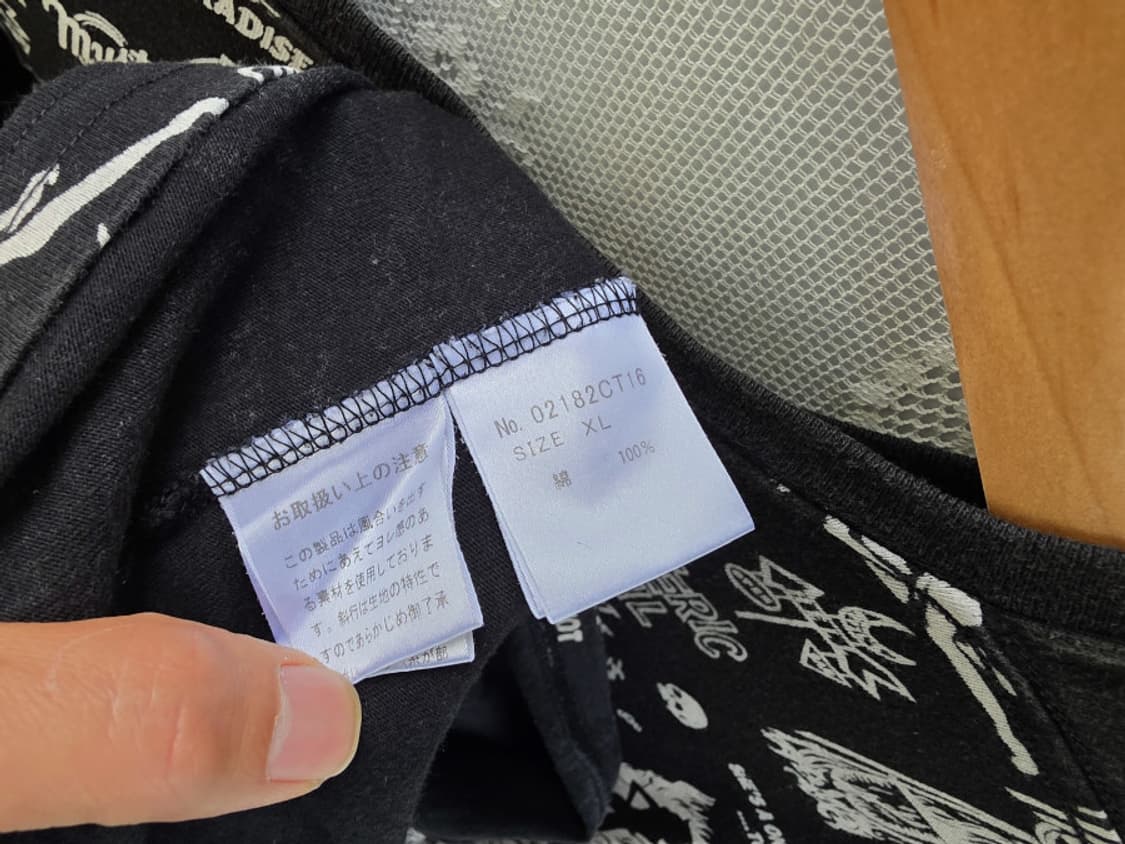 ADISE
お取扱い上の注意
この製品は風合いを出す
ためにあえてヨレ感のあ
る素材を使用しておりま
す。斜行は生地の特性で
すのであらかじめ御了承
No. 02182CT16
SIZE XL
綿 100%
ERIC